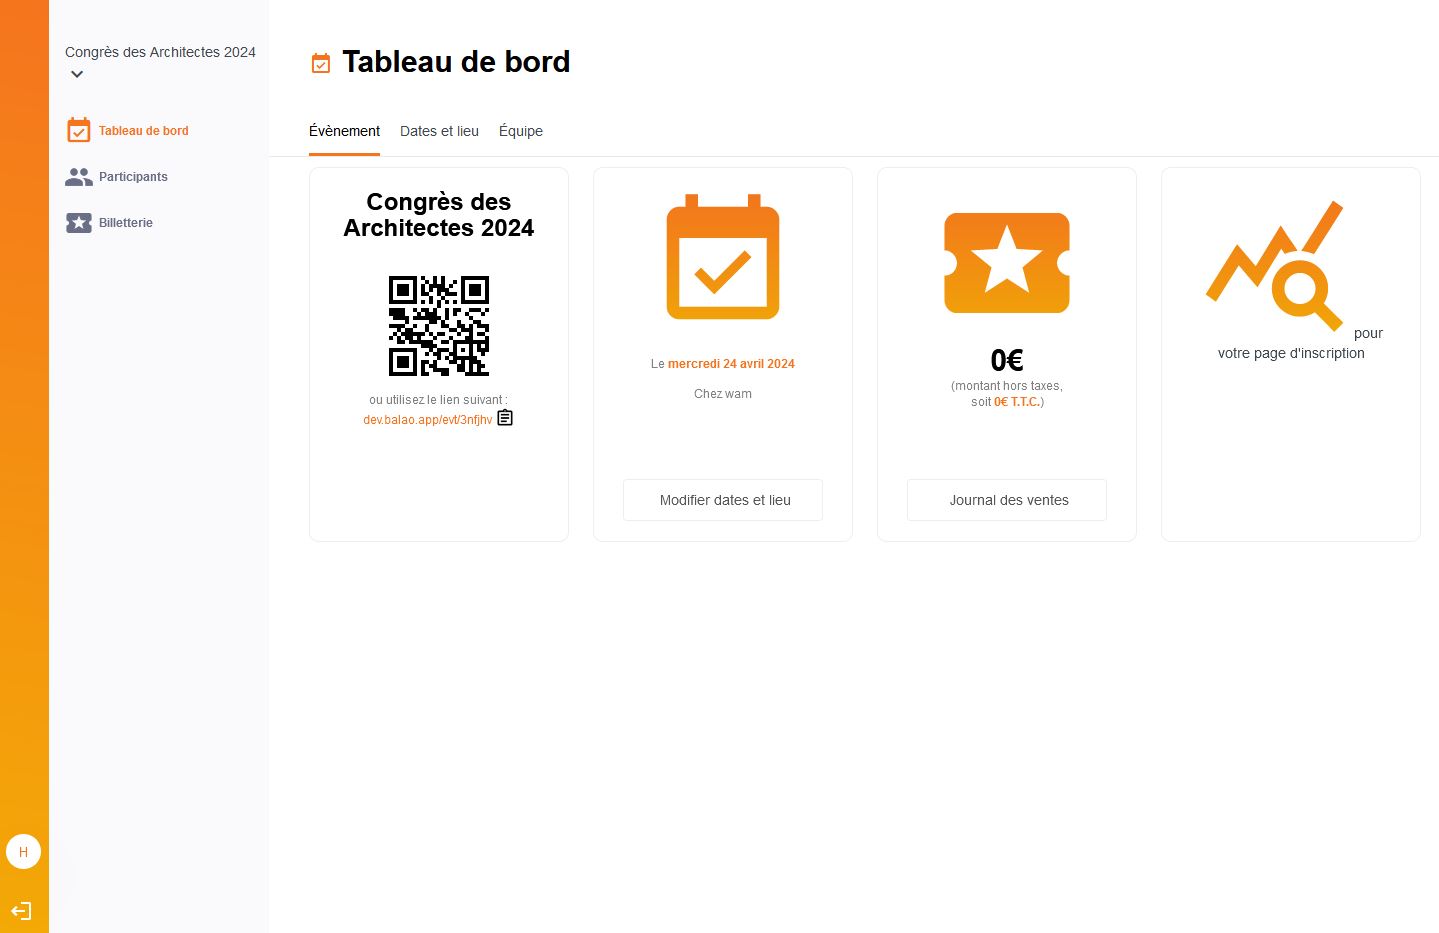 Congrès des Architectes 2024
Tableau de bord
Participants
Billetterie
H
Tableau de bord
Évènement
Dates et lieu
Équipe
Congrès des
Architectes 2024
ou utilisez le lien suivant :
dev.balao.app/evt/3nfjhv
Le mercredi 24 avril 2024
Chez wam
Modifier dates et lieu
0€
(montant hors taxes,
soit 0€ T.T.C.)
Journal des ventes
pour
votre page d'inscription